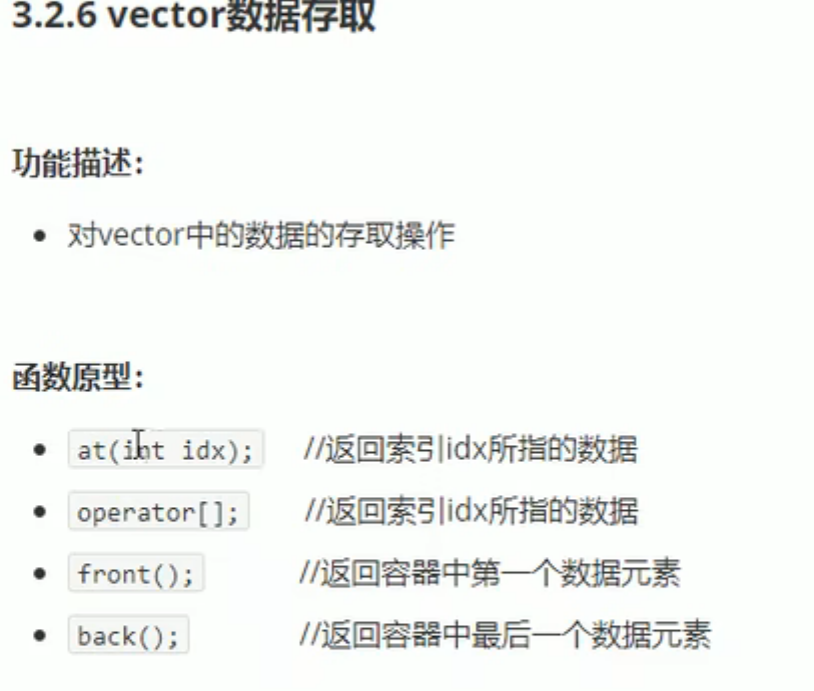 3.2.6 vector数据存取
功能描述：
对vector中的数据的存取操作
函数原型：
at(int idx); //返回索引idx所指的数据
operator[]; //返回索引idx所指的数据
front(); //返回容器中第一个数据元素
back(); //返回容器中最后一个数据元素